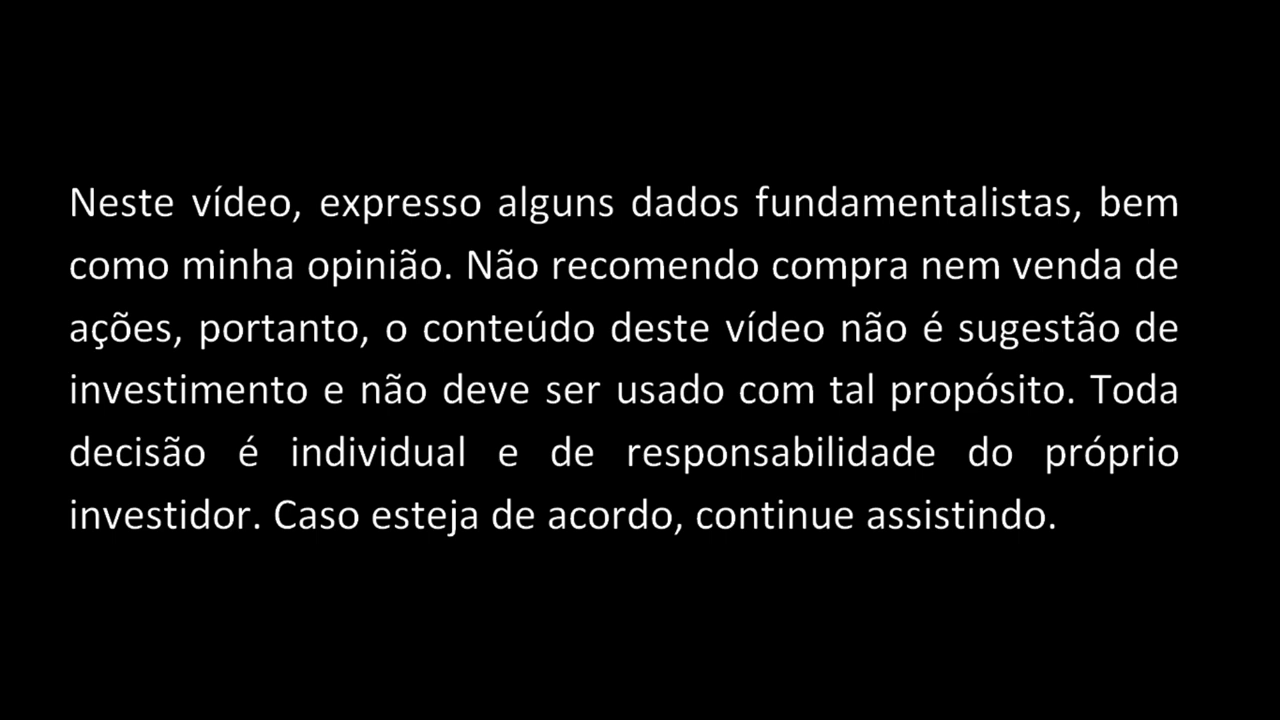 Neste vídeo, expresso alguns dados fundamentalistas, bem
como minha opinião. Não recomendo compra nem venda de
ações, portanto, o conteúdo deste vídeo não é sugestão de
investimento e não deve ser usado com tal propósito. Toda
decisão é individual e de responsabilidade do próprio
investidor. Caso esteja de acordo, continue assistindo.